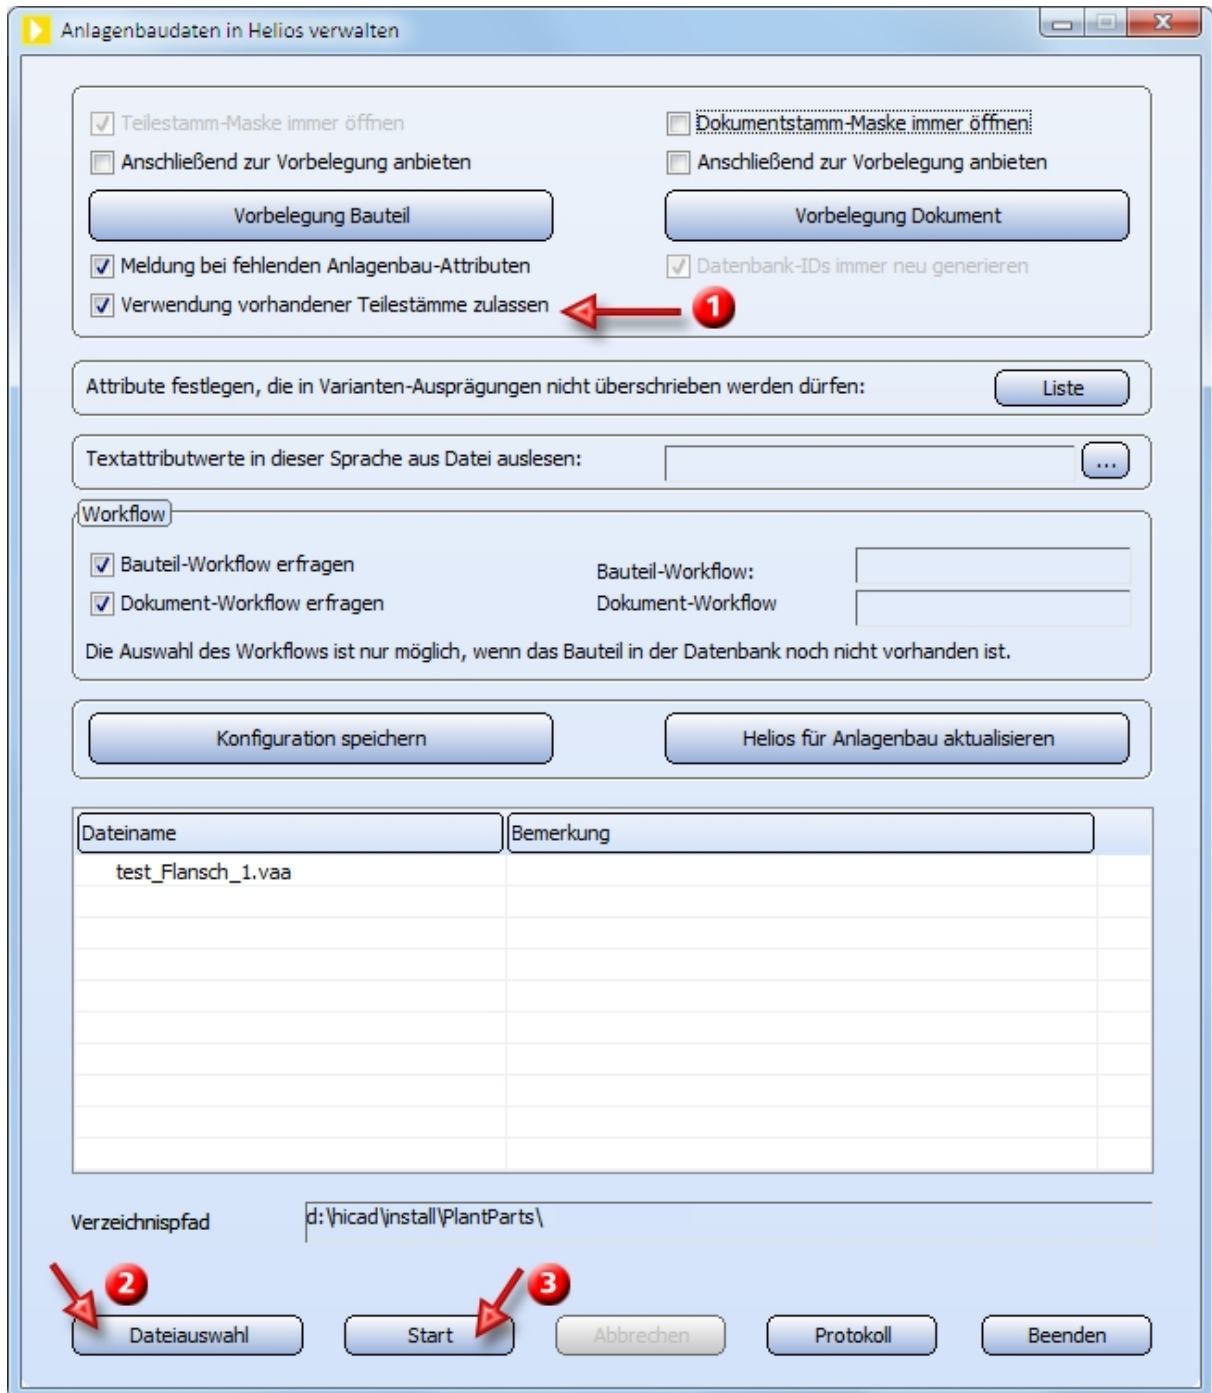 Anlagenbaudaten in Helios verwalten
Teilestamm-Maske immer öffnen
Dokumentstamm-Maske immer öffnen
Anschließend zur Vorbelegung anbieten
Anschließend zur Vorbelegung anbieten
Vorbelegung Bauteil
Vorbelegung Dokument
Meldung bei fehlenden Anlagenbau-Attributen
Datenbank-IDs immer neu generieren
Verwendung vorhandener Teilestämme zulassen
1
Attribute festlegen, die in Varianten-Ausprägungen nicht überschrieben werden dürfen:
Liste
Textattributwerte in dieser Sprache aus Datei auslesen:
...
Workflow
Bauteil-Workflow erfragen
Bauteil-Workflow:
Dokument-Workflow erfragen
Dokument-Workflow
Die Auswahl des Workflows ist nur möglich, wenn das Bauteil in der Datenbank noch nicht vorhanden ist.
Konfiguration speichern
Helios für Anlagenbau aktualisieren
Dateiname
Bemerkung
test_Flansch_1.vaa
Verzeichnispfad
d:\hicad\install\PlantParts\
2
3
Dateiauswahl
Start
Abbrechen
Protokoll
Beenden